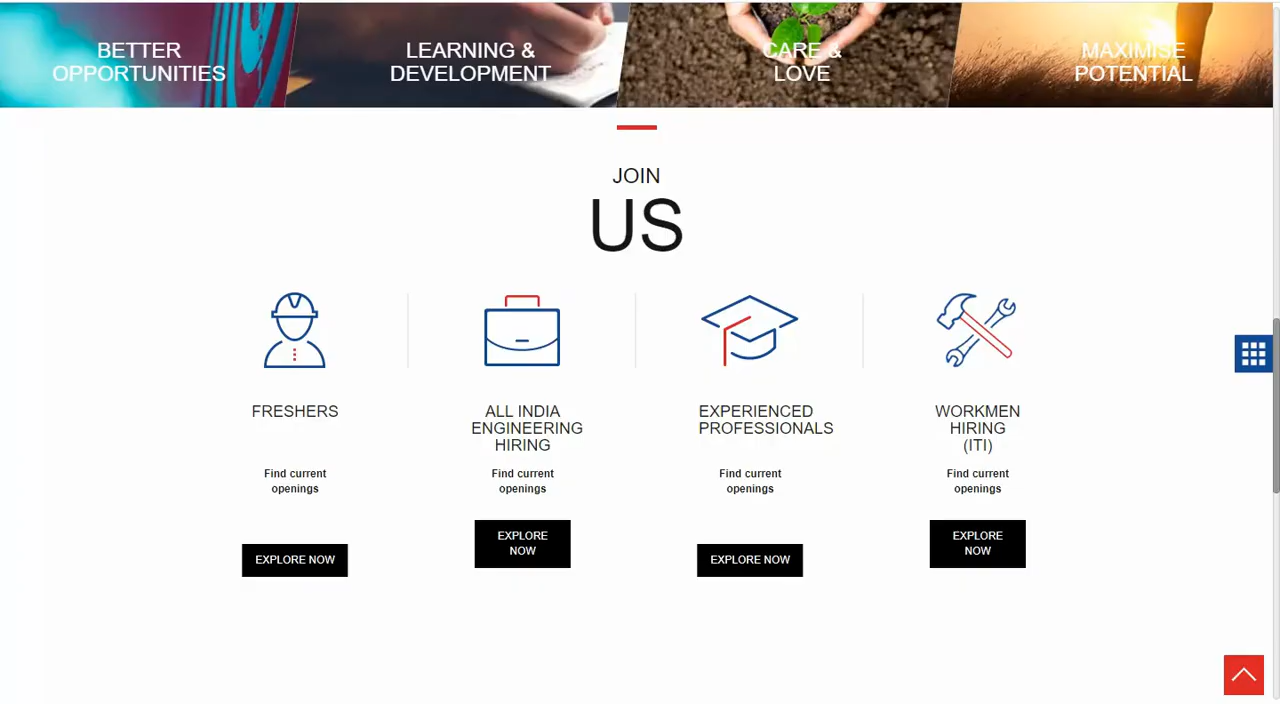 BETTER
OPPORTUNITIES
LEARNING &
DEVELOPMENT
CARE &
LOVE
MAXIMISE
POTENTIAL
JOIN
US
FRESHERS
Find current
openings
EXPLORE NOW
ALL INDIA
ENGINEERING
HIRING
Find current
openings
EXPLORE
NOW
EXPERIENCED
PROFESSIONALS
Find current
openings
EXPLORE NOW
WORKMEN
HIRING
(ITI)
Find current
openings
EXPLORE
NOW